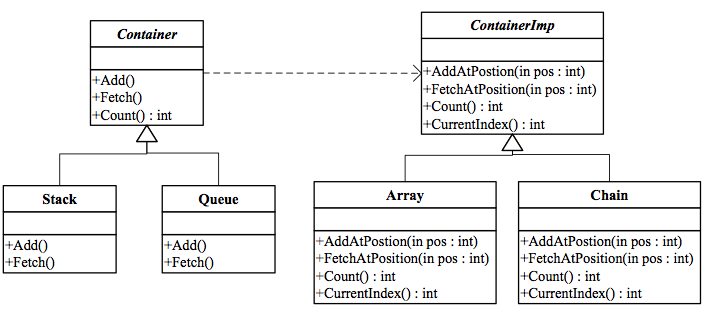 Container
+Add()
+Fetch()
+Count() : int
ContainerImp
+AddAtPostion(in pos : int)
+FetchAtPosition(in pos : int)
+Count() : int
+CurrentIndex() : int
Stack
+Add()
+Fetch()
Queue
+Add()
+Fetch()
Array
+AddAtPostion(in pos : int)
+FetchAtPosition(in pos : int)
+Count() : int
+CurrentIndex() : int
Chain
+AddAtPostion(in pos : int)
+FetchAtPosition(in pos : int)
+Count() : int
+CurrentIndex() : int